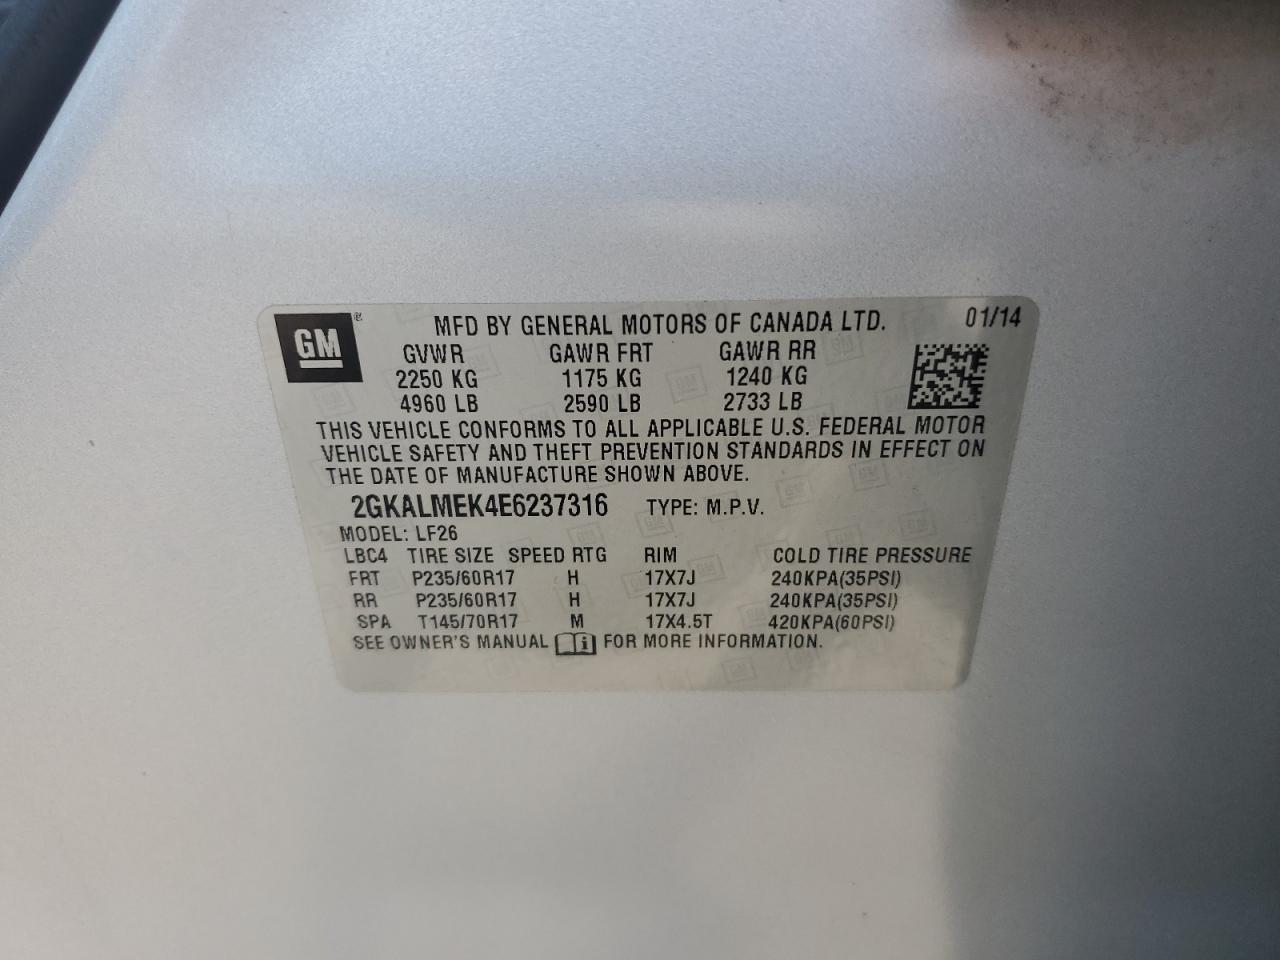 GM
MFD BY GENERAL MOTORS OF CANADA LTD. 01/14
GVWR GAWR FRT GAWR RR
2250 KG 1175 KG 1240 KG
4960 LB 2590 LB 2733 LB
THIS VEHICLE CONFORMS TO ALL APPLICABLE U.S. FEDERAL MOTOR
VEHICLE SAFETY AND THEFT PREVENTION STANDARDS IN EFFECT ON
THE DATE OF MANUFACTURE SHOWN ABOVE.
2GKALMEK4E6237316 TYPE: M.P.V.
MODEL: LF26
LBC4 TIRE SIZE SPEED RTG RIM COLD TIRE PRESSURE
FRT P235/60R17 H 17X7J 240KPA(35PSI)
RR P235/60R17 H 17X7J 240KPA(35PSI)
SPA T145/70R17 M 17X4.5T 420KPA(60PSI)
SEE OWNER'S MANUAL i FOR MORE INFORMATION.